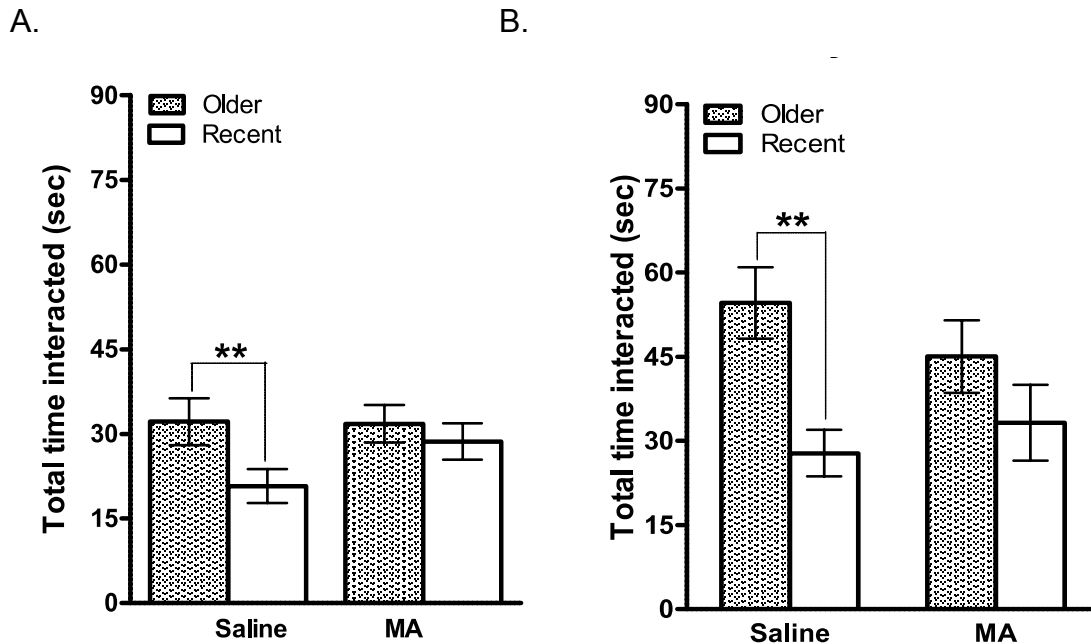 A.
Total time interacted (sec)
90
75
60
45
30
15
0
Older
Recent
**
Saline
MA
B.
Total time interacted (sec)
90
75
60
45
30
15
0
Older
Recent
**
Saline
MA